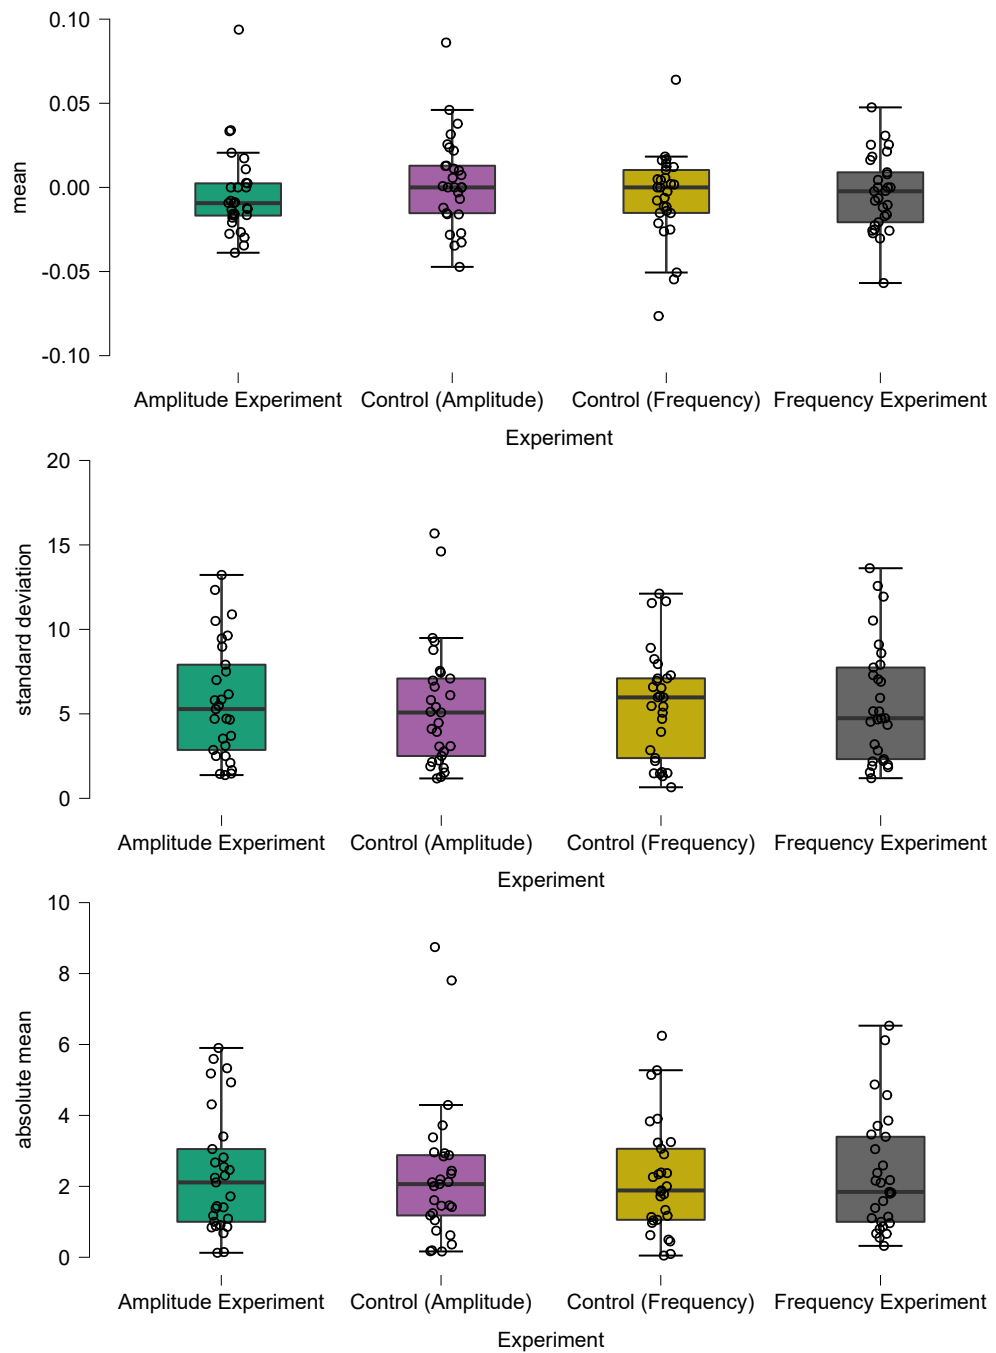 mean
0.10
0.05
0.00
-0.05
-0.10
Amplitude Experiment Control (Amplitude) Control (Frequency) Frequency Experiment
Experiment
standard deviation
20
15
10
5
0
Amplitude Experiment Control (Amplitude) Control (Frequency) Frequency Experiment
Experiment
absolute mean
10
8
6
4
2
0
Amplitude Experiment Control (Amplitude) Control (Frequency) Frequency Experiment
Experiment